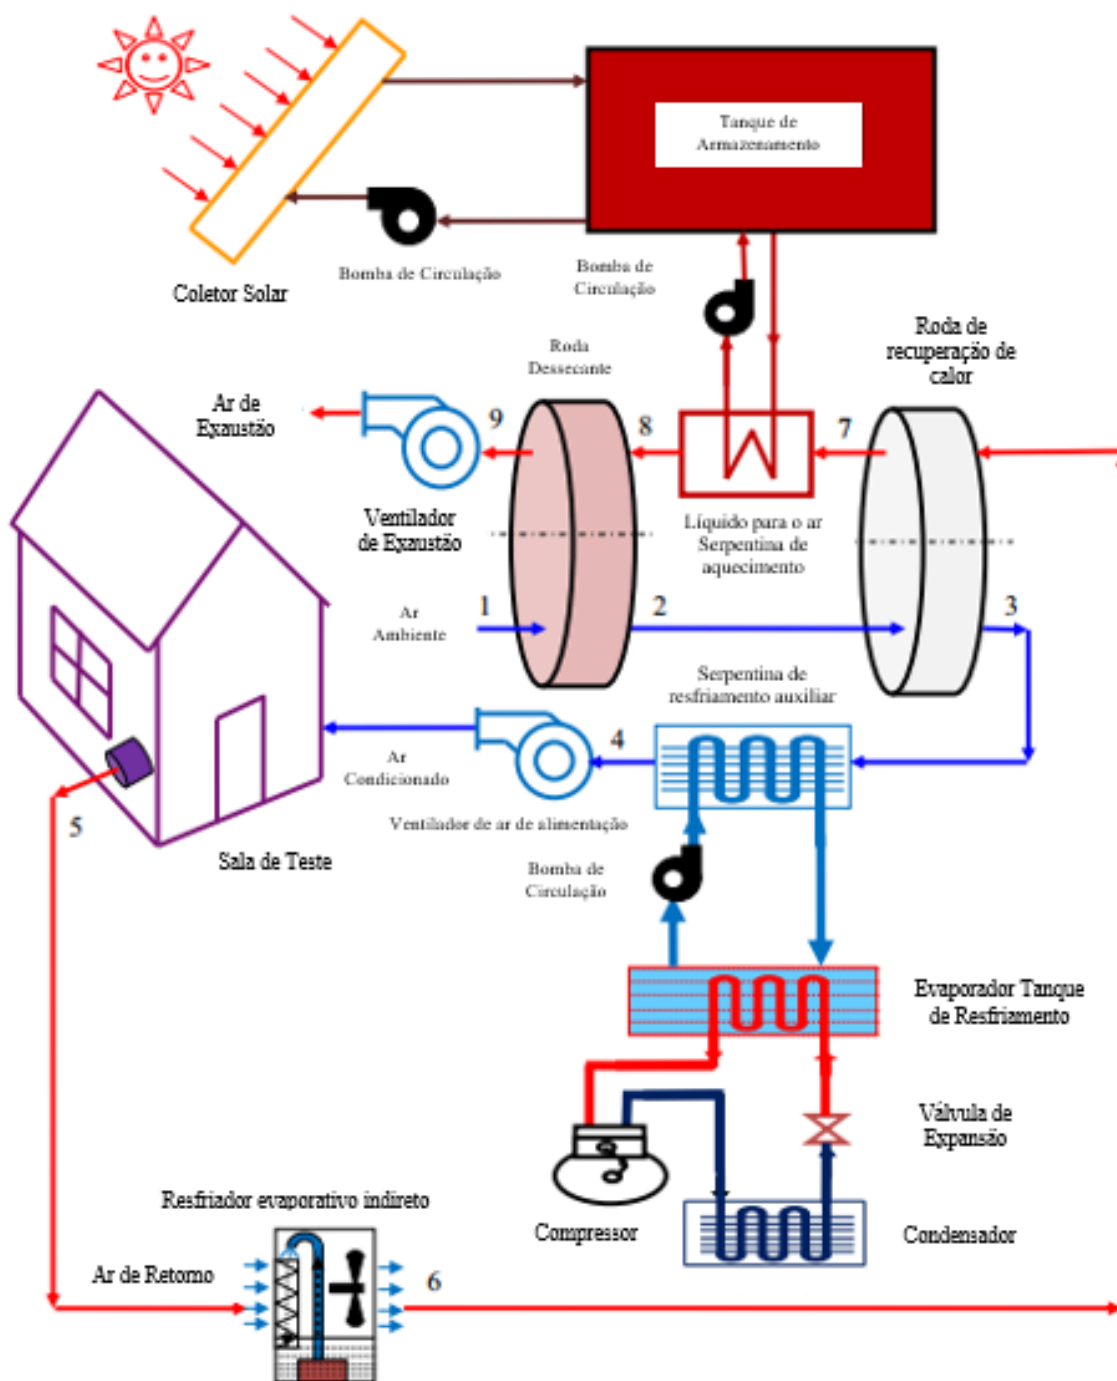 Tanque de
Armazenamento
Bomba de Circulação
Bomba de
Circulação
Coletor Solar
Roda de
recuperação de
calor
Roda
Dessecante
Ar de
Exaustão
9
8
7
Ventilador
de Exaustão
Líquido para o ar
Serpentina de
aquecimento
Ar
Ambiente
1
2
3
Serpentina de
resfriamento auxiliar
4
Ar
Condicionado
Ventilador de ar de alimentação
5
Sala de Teste
Bomba de
Circulação
Evaporador Tanque
de Resfriamento
Válvula de
Expansão
Compressor
Condensador
Resfriador evaporativo indireto
Ar de Retorno
6